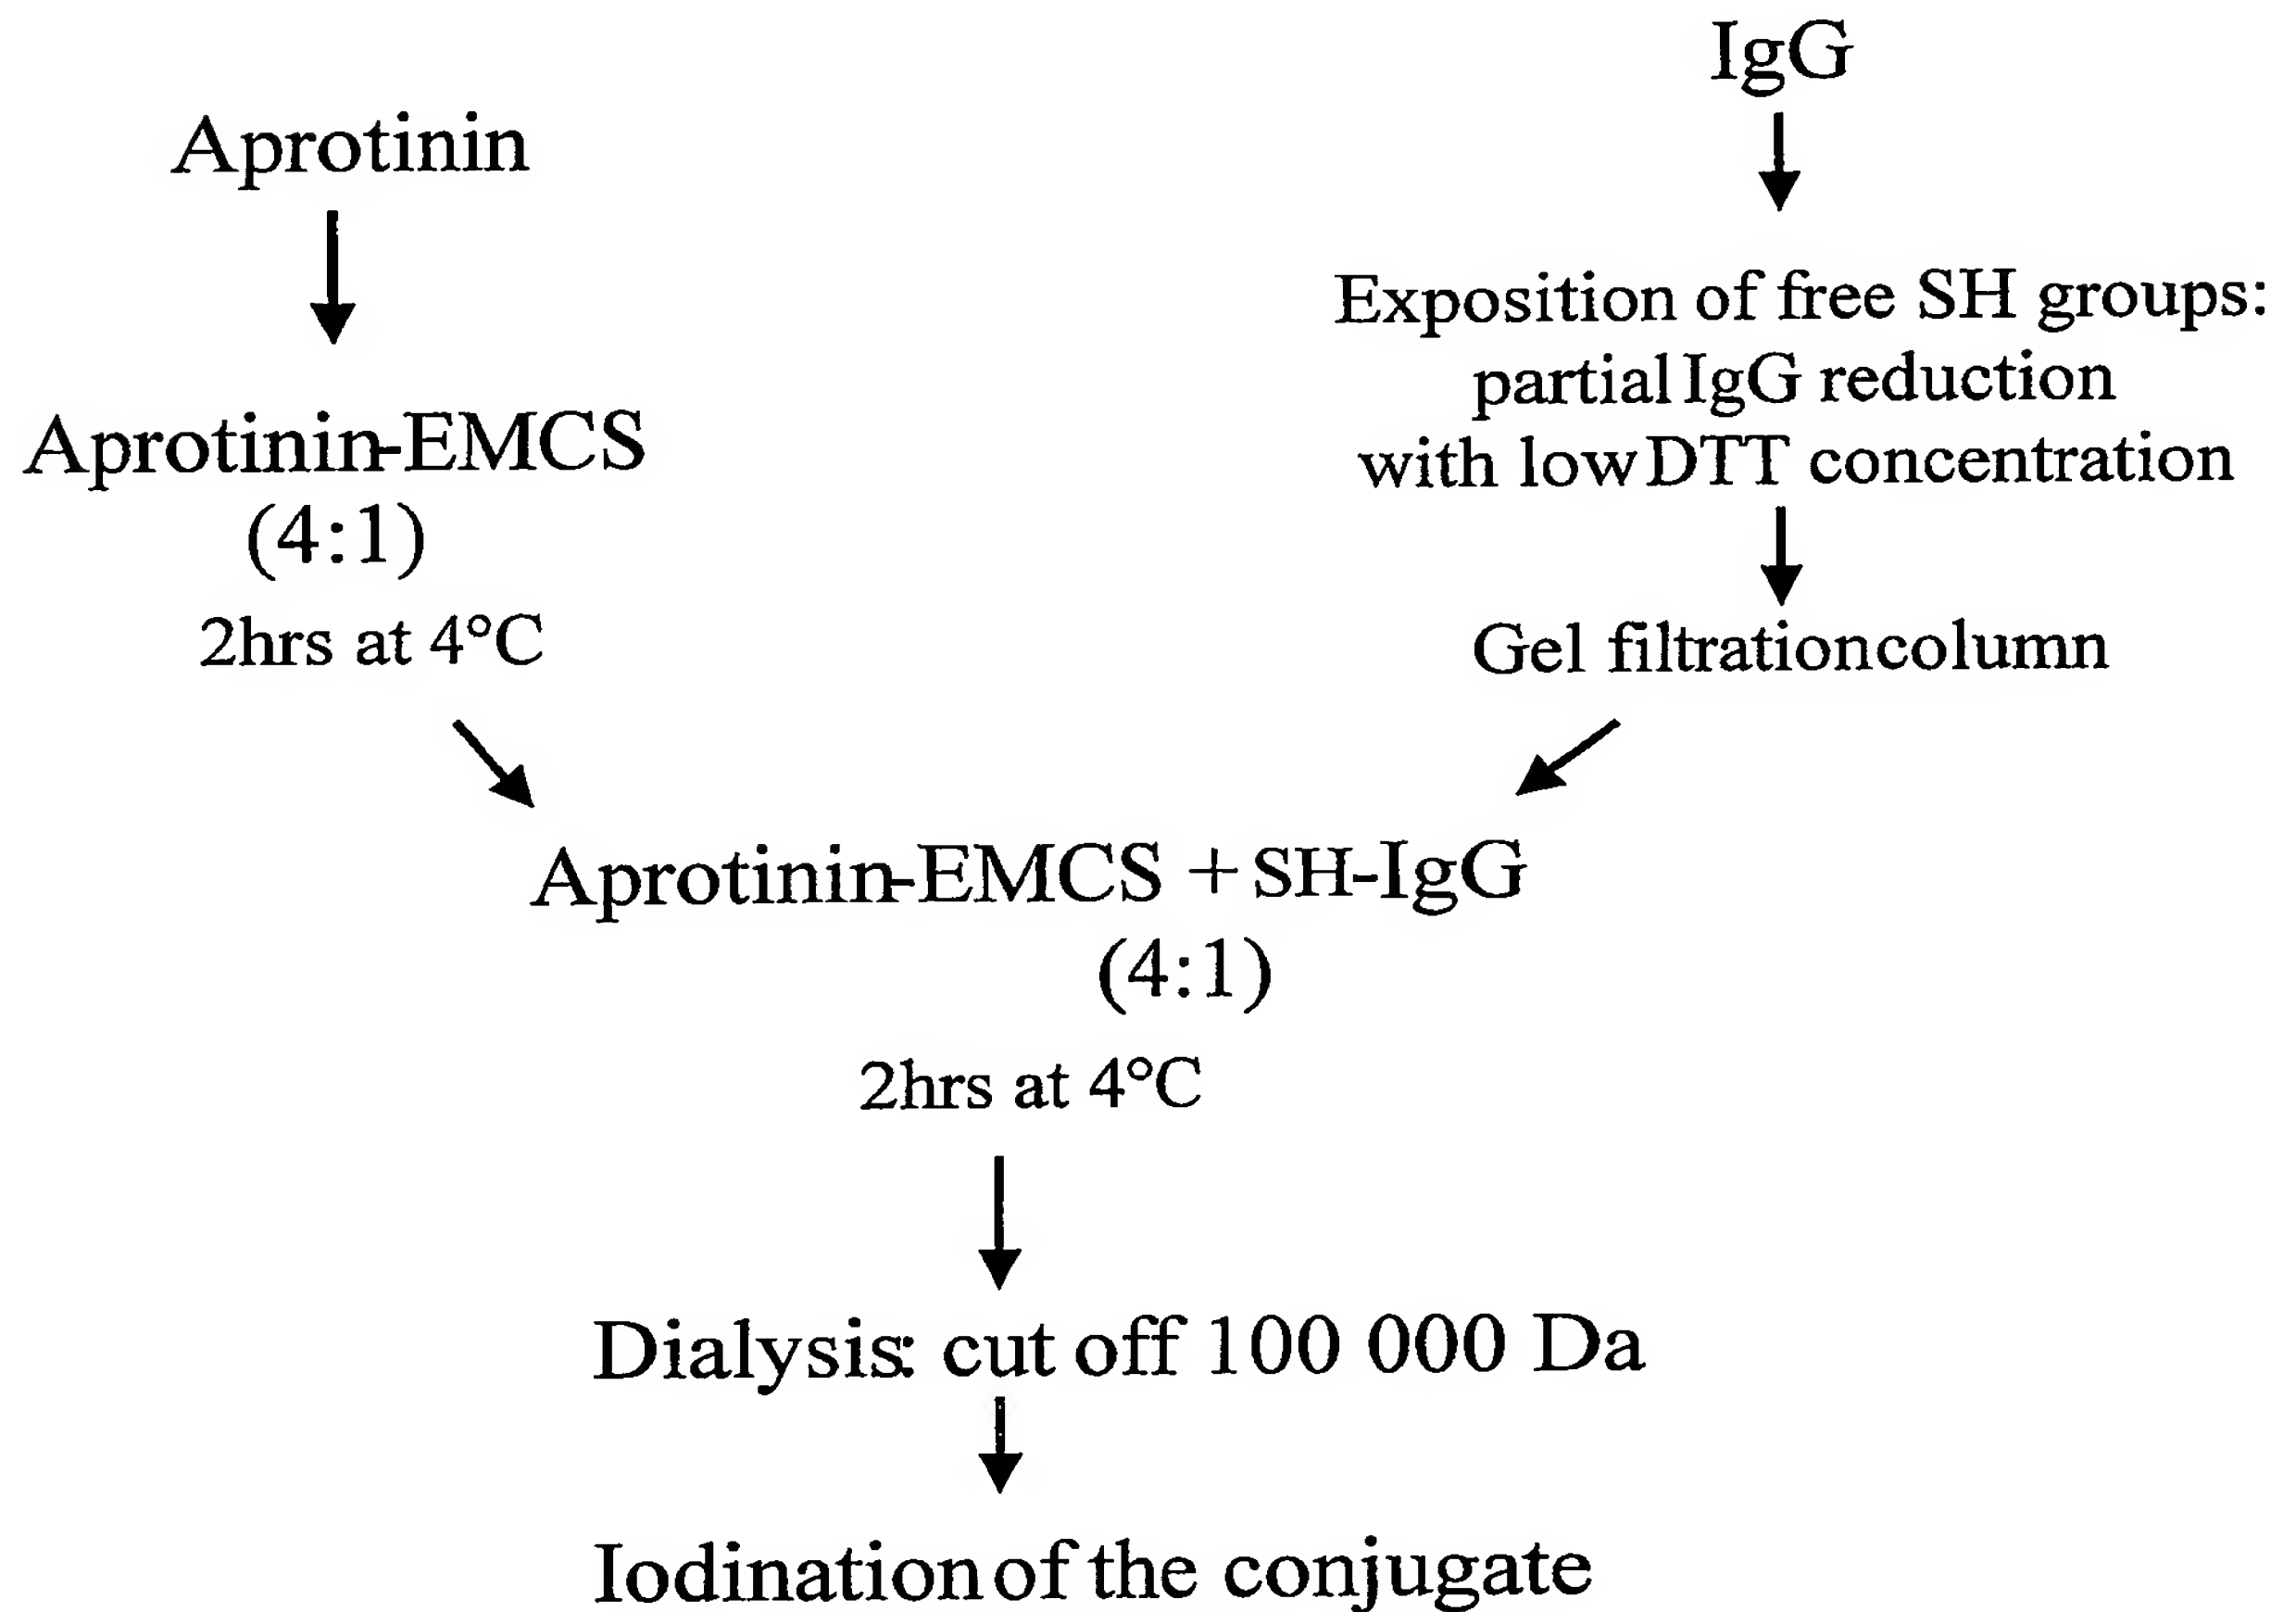 Aprotinin
Aprotinin-EMCS
(4:1)
2hrs at 4°C
IgG
Exposition of free SH groups:
partial IgG reduction
with low DTT concentration
Gel filtration column
Aprotinin-EMCS + SH-IgG
(4:1)
2hrs at 4°C
Dialysis: cut off 100 000 Da
Iodination of the conjugate